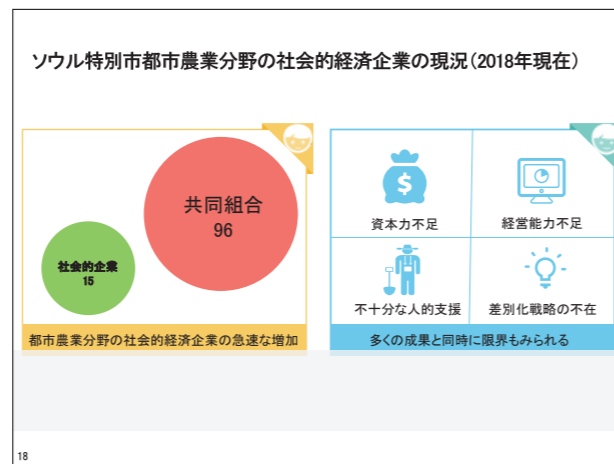 ソウル特別市都市農業分野の社会的経済企業の現況（2018年現在）
共同組合
96
社会的企業
15
都市農業分野の社会的経済企業の急速な増加
$
資本力不足
経営能力不足
不十分な人的支援
差別化戦略の不在
多くの成果と同時に限界もみられる
18